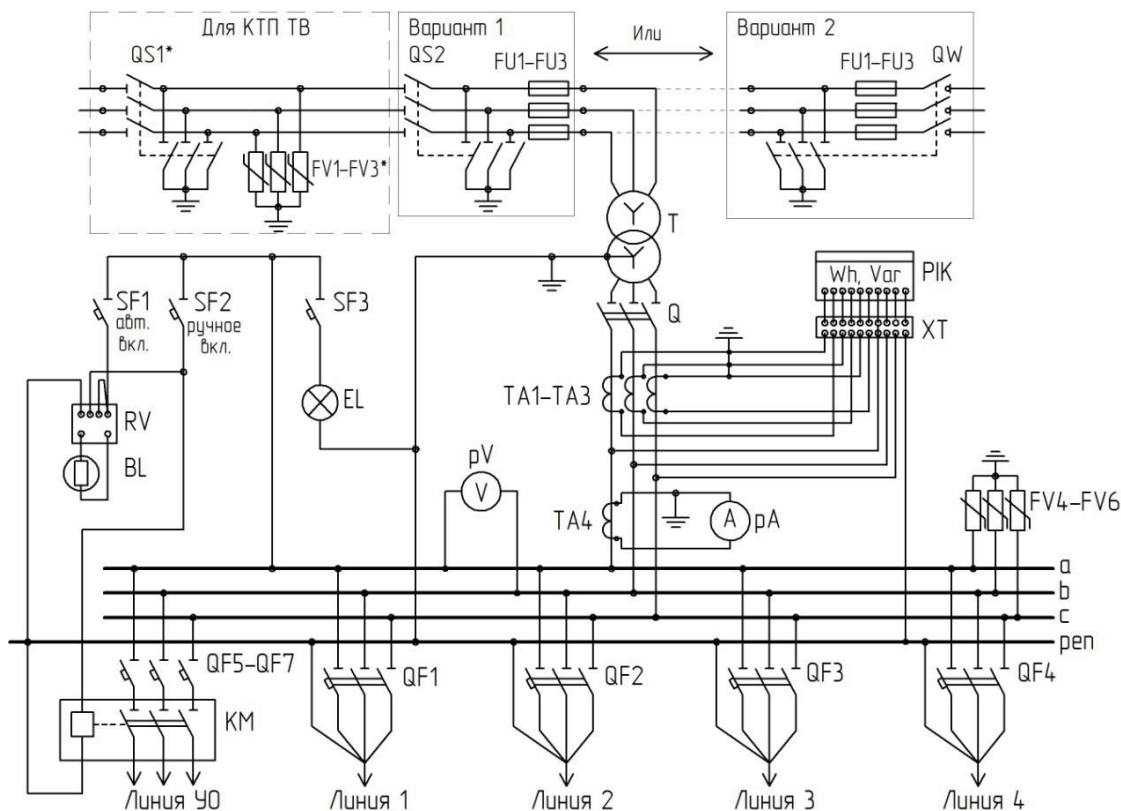 Для КТП ТВ
Вариант 1
Или
Вариант 2
QS1*
QS2
FU1-FU3
FU1-FU3
QW
FV1-FV3*
T
SF1
авт.
вкл.
SF2
ручное
вкл.
SF3
Q
Wh, Var
PIK
XT
TA1-TA3
EL
RV
BL
pV
V
TA4
A
pA
FV4-FV6
a
b
c
pen
QF5-QF7
QF1
QF2
QF3
QF4
KM
Линия УО
Линия 1
Линия 2
Линия 3
Линия 4